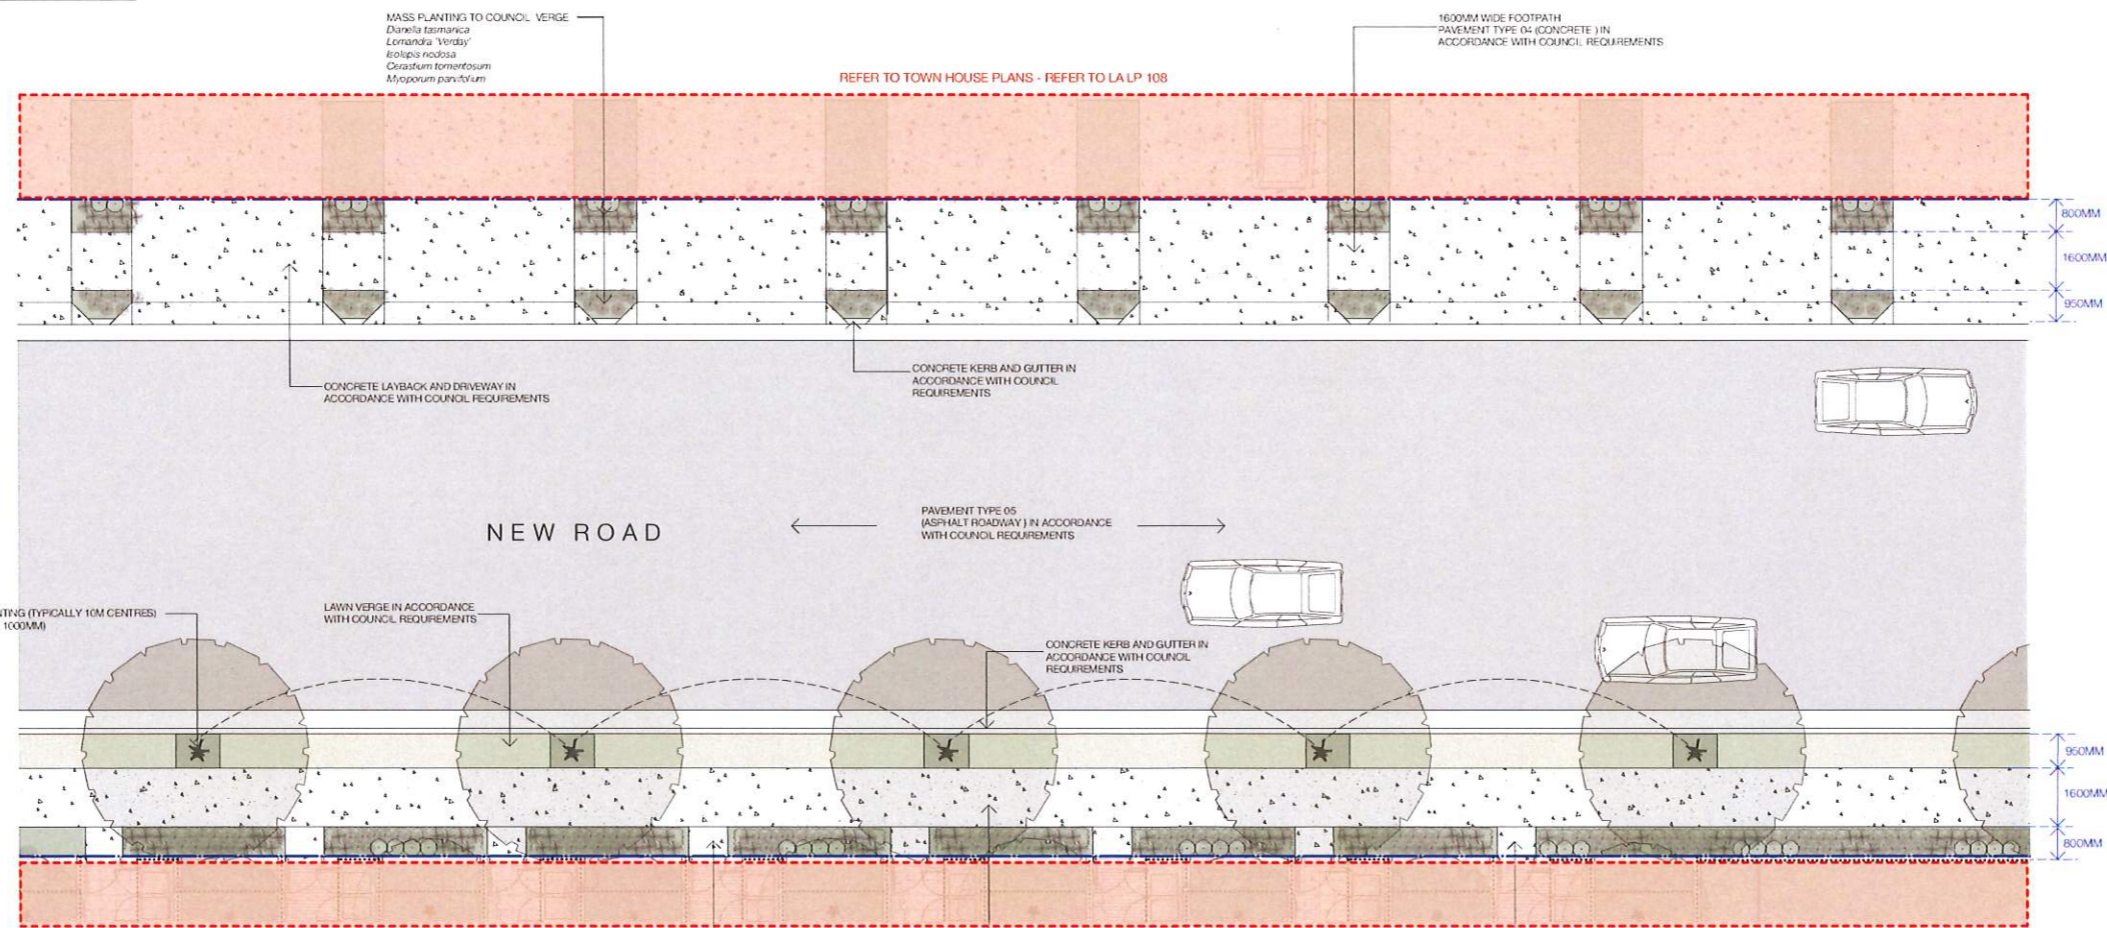 MASS PLANTING TO COUNCIL VERGE
Dianella tasmanica
Lomandra 'Verday'
Isolepis nodosa
Cerastium tomentosum
Myoporum parvifolium
1600MM WIDE FOOTPATH
PAVEMENT TYPE 04 (CONCRETE ) IN
ACCORDANCE WITH COUNCIL REQUIREMENTS
REFER TO TOWN HOUSE PLANS - REFER TO LA LP 108
800MM
1600MM
950MM
CONCRETE LAYBACK AND DRIVEWAY IN
ACCORDANCE WITH COUNCIL REQUIREMENTS
CONCRETE KERB AND GUTTER IN
ACCORDANCE WITH COUNCIL
REQUIREMENTS
NEW ROAD
PAVEMENT TYPE 05
(ASPHALT ROADWAY ) IN ACCORDANCE
WITH COUNCIL REQUIREMENTS
NTING (TYPICALLY 10M CENTRES)
1000MM)
LAWN VERGE IN ACCORDANCE
WITH COUNCIL REQUIREMENTS
CONCRETE KERB AND GUTTER IN
ACCORDANCE WITH COUNCIL
REQUIREMENTS
950MM
1600MM
800MM